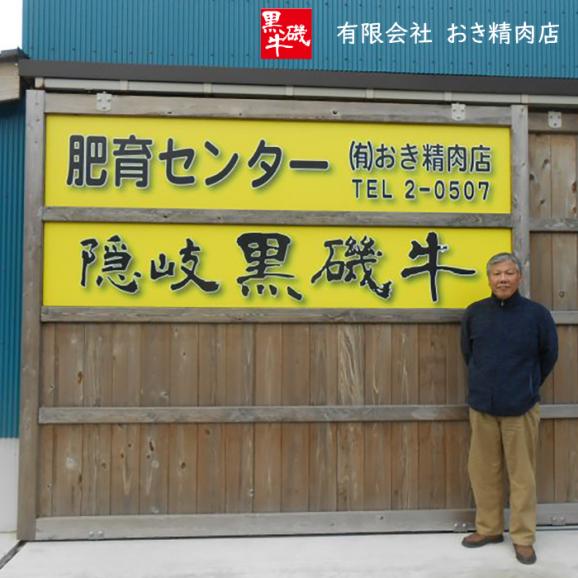 黒磯牛
有限会社 おき精肉店
肥育センター
㈲おき精肉店
TEL 2-0507
隠岐黒磯牛